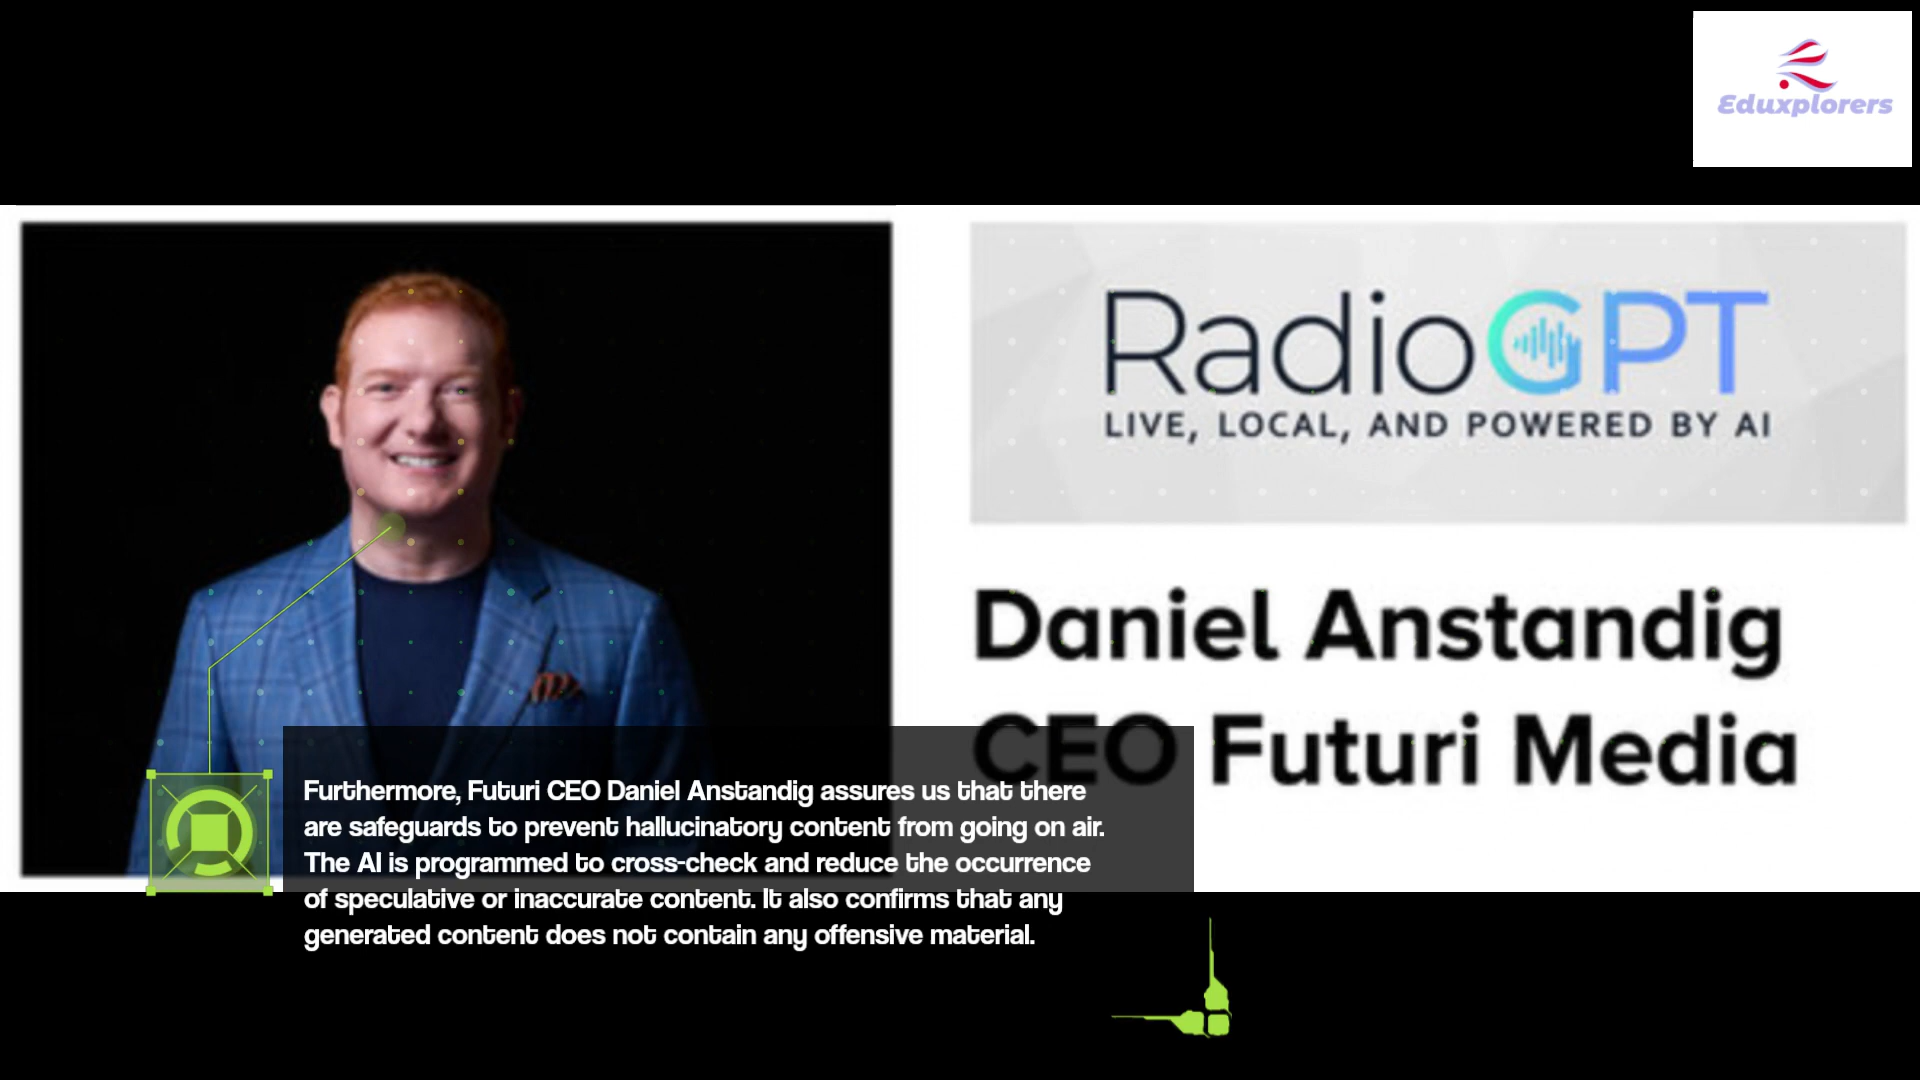 Eduxplorers
RadioGPT
LIVE, LOCAL, AND POWERED BY AI
Daniel Anstandig
CEO Futuri Media
Furthermore, Futuri CEO Daniel Anstandig assures us that there
are safeguards to prevent hallucinatory content from going on air.
The AI is programmed to cross-check and reduce the occurrence
of speculative or inaccurate content. It also confirms that any
generated content does not contain any offensive material.